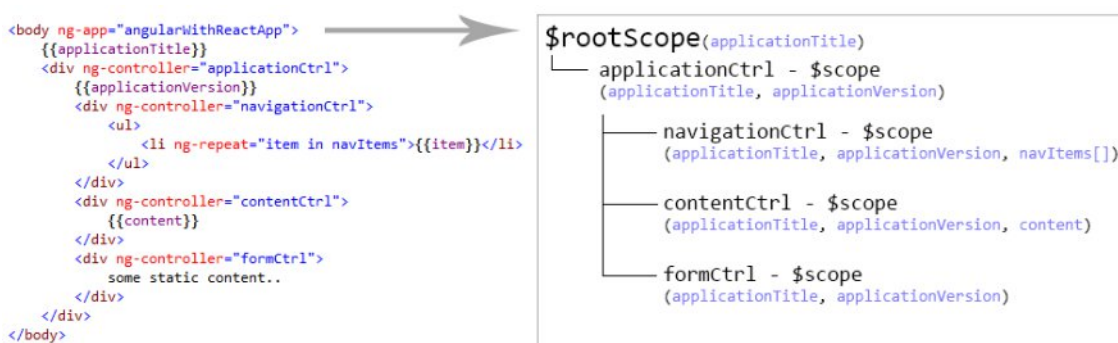 <body ng-app="angularWithReactApp">
{{applicationTitle}}
<div ng-controller="applicationCtrl">
{{applicationVersion}}
<div ng-controller="navigationCtrl">
<ul>
<li ng-repeat="item in navItems">{{item}}</li>
</ul>
</div>
<div ng-controller="contentCtrl">
{{content}}
</div>
<div ng-controller="formCtrl">
some static content..
</div>
</div>
</body>
$rootScope(applicationTitle)
applicationCtrl - $scope
(applicationTitle, applicationVersion)
navigationCtrl - $scope
(applicationTitle, applicationVersion, navItems[])
contentCtrl - $scope
(applicationTitle, applicationVersion, content)
formCtrl - $scope
(applicationTitle, applicationVersion)